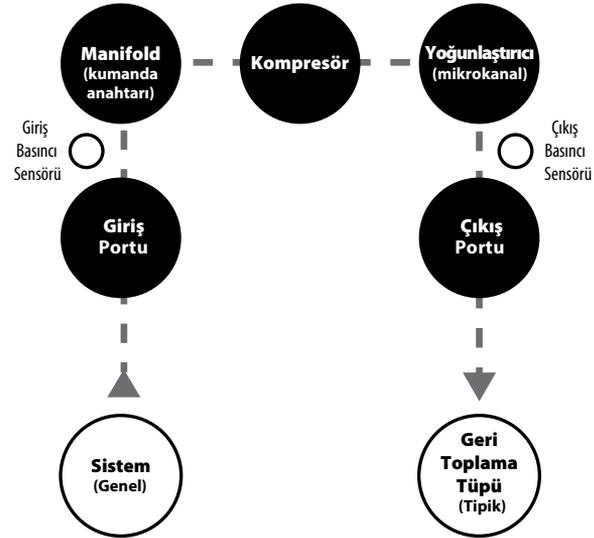 Manifold
(kumanda
anahtarı)
Kompresör
Yoğunlaştırıcı
(mikrokanal)
Giriş
Basıncı
Sensörü
Çıkış
Basıncı
Sensörü
Giriş
Portu
Çıkış
Portu
Sistem
(Genel)
Geri
Toplama
Tüpü
(Tipik)